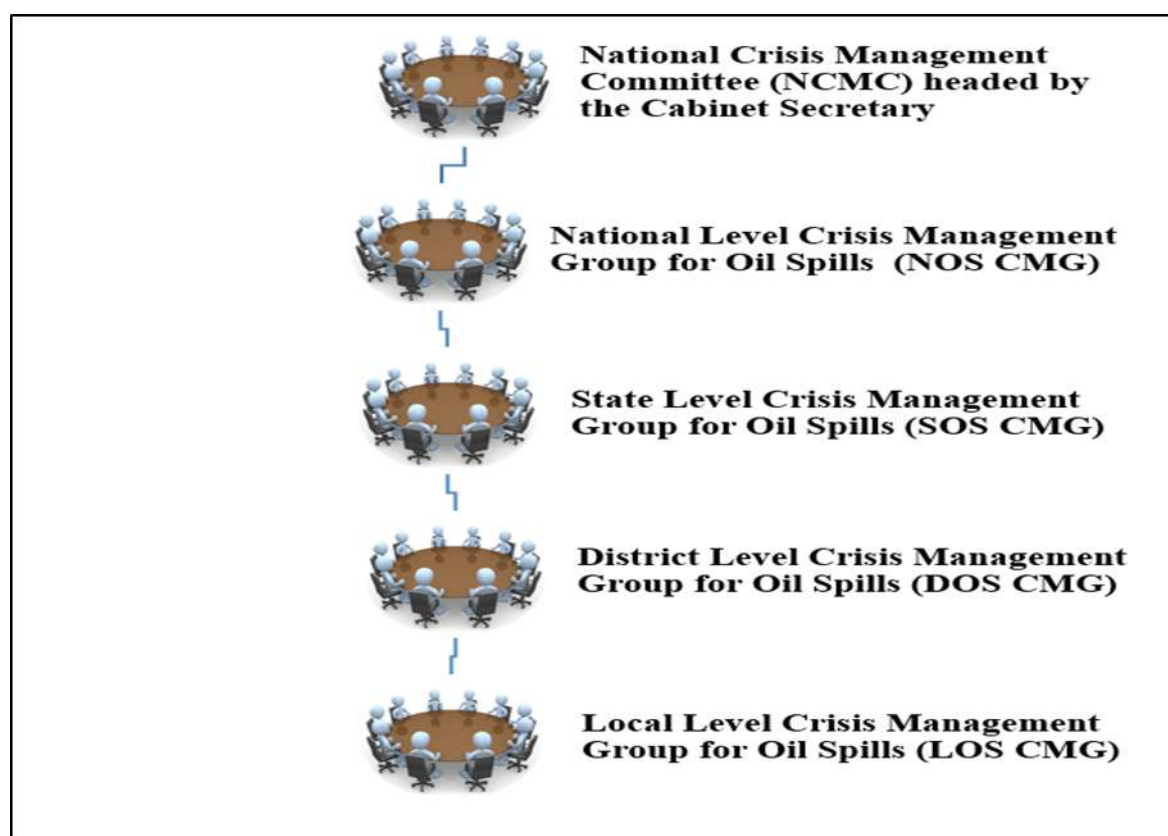 National Crisis Management
Committee (NCMC) headed by
the Cabinet Secretary
National Level Crisis Management
Group for Oil Spills (NOS CMG)
State Level Crisis Management
Group for Oil Spills (SOS CMG)
District Level Crisis Management
Group for Oil Spills (DOS CMG)
Local Level Crisis Management
Group for Oil Spills (LOS CMG)